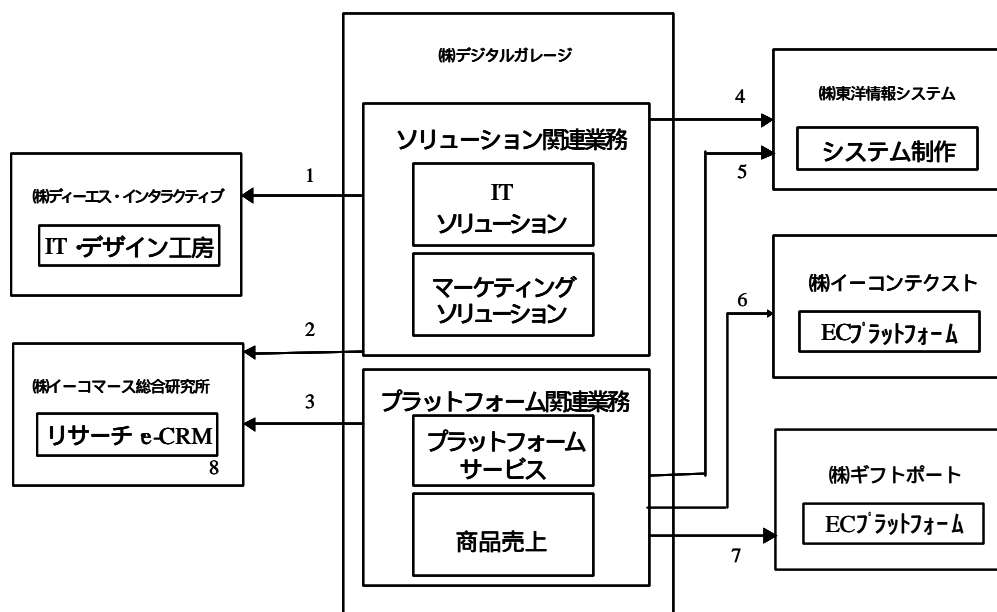 ㈱デジタルガレージ
ソリューション関連業務
IT
ソリューション
マーケティング
ソリューション
プラットフォーム関連業務
プラットフォーム
サービス
商品売上
1
㈱ディーエス・インタラクティブ
IT・デザイン工房
2
3
㈱イーコマース総合研究所
リサーチ e-CRM
8
4
5
㈱東洋情報システム
システム制作
6
㈱イーコンテクスト
ECプラットフォーム
7
㈱ギフトポート
ECプラットフォーム